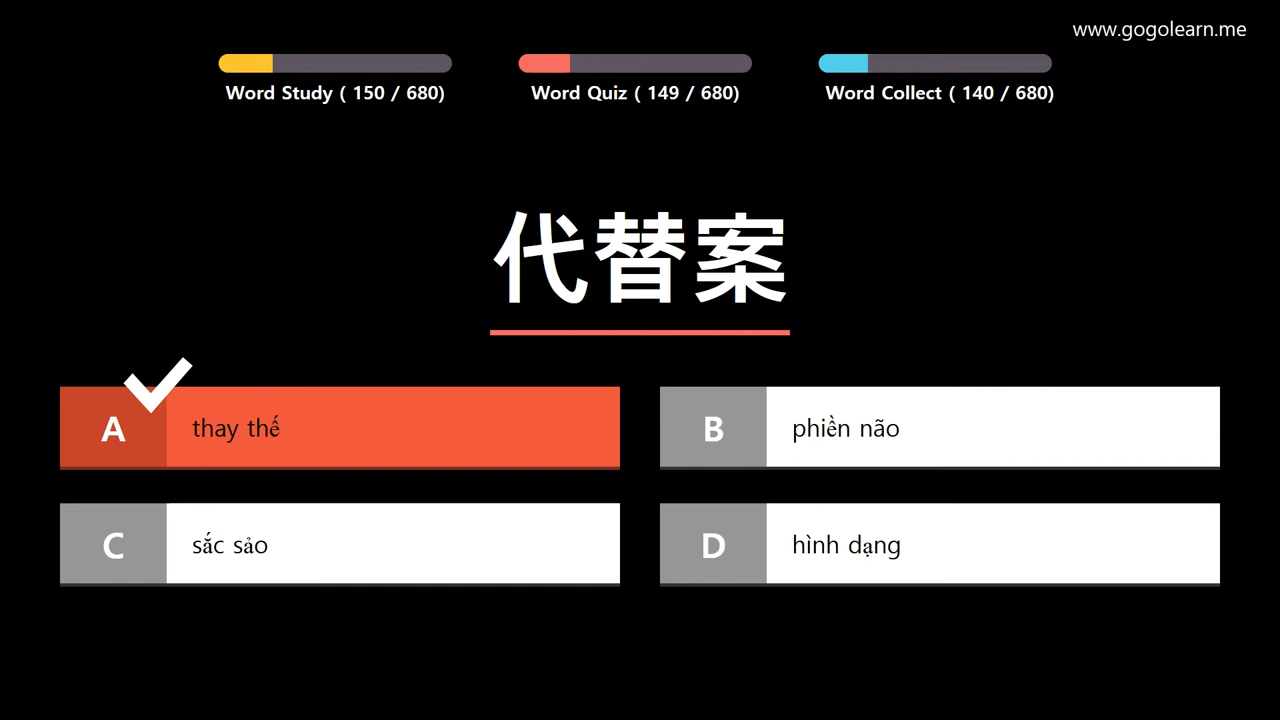 www.gogolearn.me
Word Study ( 150 / 680)
Word Quiz ( 149 / 680)
Word Collect ( 140 / 680)
代替案
A thay thế
B phiền não
C sắc sảo
D hình dạng